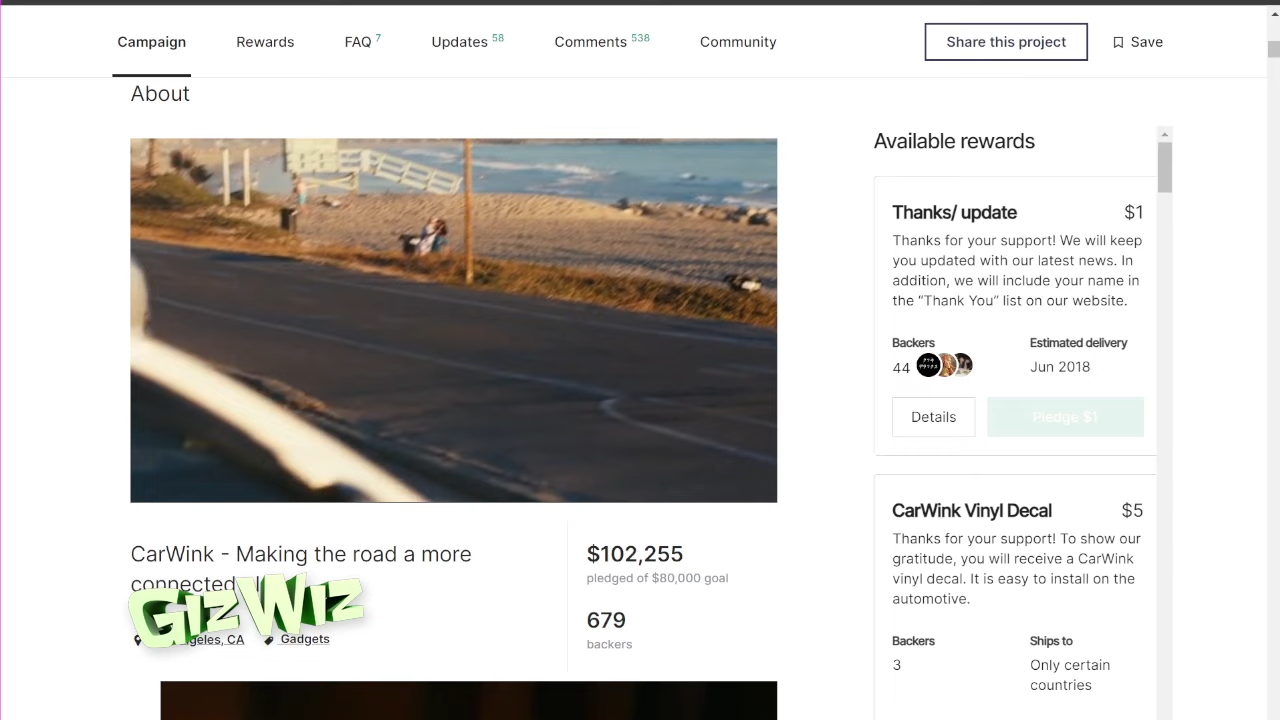 Campaign
Rewards
FAQ 7
Updates 58
Comments 538
Community
Share this project
Save
About
Available rewards
Thanks/ update
$1
Thanks for your support! We will keep
you updated with our latest news. In
addition, we will include your name in
the “Thank You” list on our website.
Backers
44
Estimated delivery
Jun 2018
Details
Pledge $1
CarWink Vinyl Decal
$5
Thanks for your support! To show our
gratitude, you will receive a CarWink
vinyl decal. It is easy to install on the
automotive.
Backers
3
Ships to
Only certain
countries
CarWink - Making the road a more
connected
$102,255
pledged of $80,000 goal
679
backers
GizWiz
CA
Gadgets